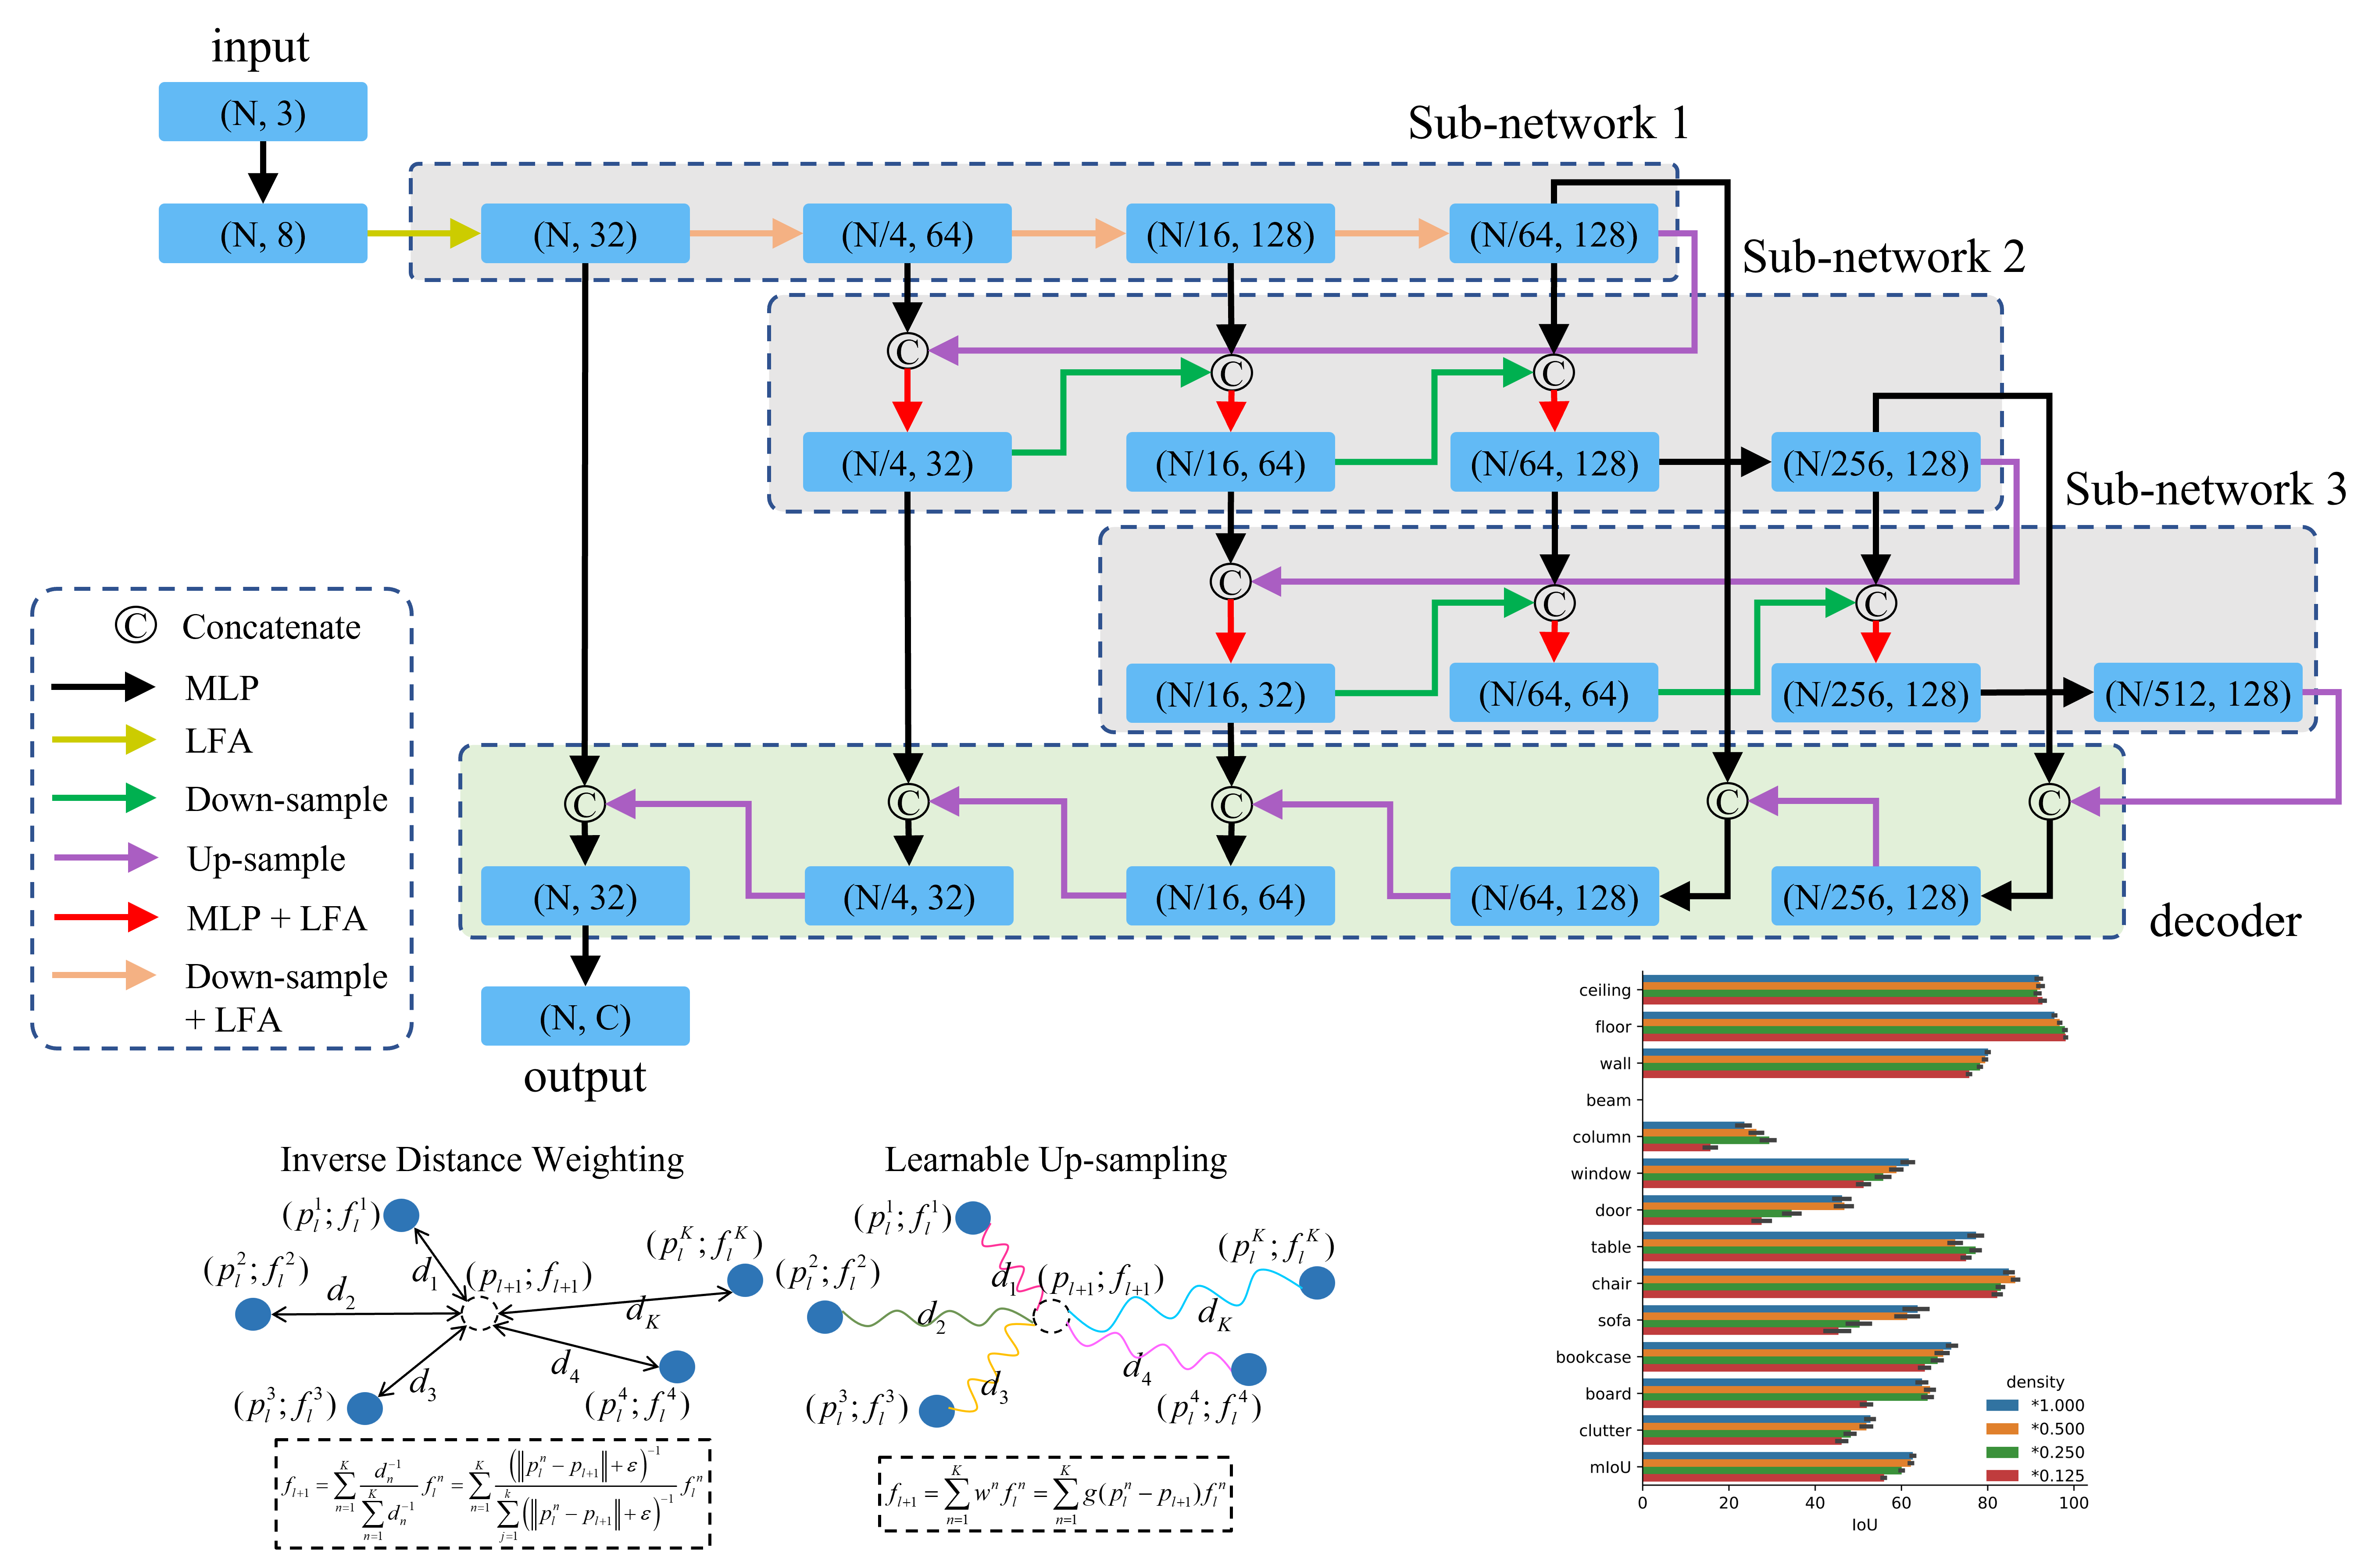 input
(N, 3)
Sub-network 1
(N, 8)
(N, 32)
(N/4, 64)
(N/16, 128)
(N/64, 128)
Sub-network 2
C
C
C
(N/4, 32)
(N/16, 64)
(N/64, 128)
(N/256, 128)
Sub-network 3
C
C
C
(N/16, 32)
(N/64, 64)
(N/256, 128)
(N/512, 128)
C Concatenate
MLP
LFA
Down-sample
Up-sample
MLP + LFA
Down-sample
+ LFA
C
C
C
C
C
(N, 32)
(N/4, 32)
(N/16, 64)
(N/64, 128)
(N/256, 128)
decoder
(N, C)
output
Inverse Distance Weighting
(p_l^1; f_l^1)
(p_l^2; f_l^2)
(p_l^K; f_l^K)
(p_{l+1}; f_{l+1})
d_1
d_2
d_K
d_3
d_4
(p_l^3; f_l^3)
(p_l^4; f_l^4)
f_{l+1} = \sum_{n=1}^{K} \frac{d_n^{-1}}{\sum_{n=1}^{K} d_n^{-1}} f_l^n = \sum_{n=1}^{K} \frac{(\|p_l^n - p_{l+1}\| + ε)^{-1}}{\sum_{j=1}^{k} (\|p_l^n - p_{l+1}\| + ε)^{-1}} f_l^n
Learnable Up-sampling
(p_l^1; f_l^1)
(p_l^2; f_l^2)
(p_l^K; f_l^K)
(p_{l+1}; f_{l+1})
d_1
d_2
d_K
d_3
d_4
(p_l^3; f_l^3)
(p_l^4; f_l^4)
f_{l+1} = \sum_{n=1}^{K} w^n f_l^n = \sum_{n=1}^{K} g(p_l^n - p_{l+1}) f_l^n
ceiling
floor
wall
beam
column
window
door
table
chair
sofa
bookcase
board
clutter
mIoU
density
*1.000
*0.500
*0.250
*0.125
0 20 40 60 80 100
IoU